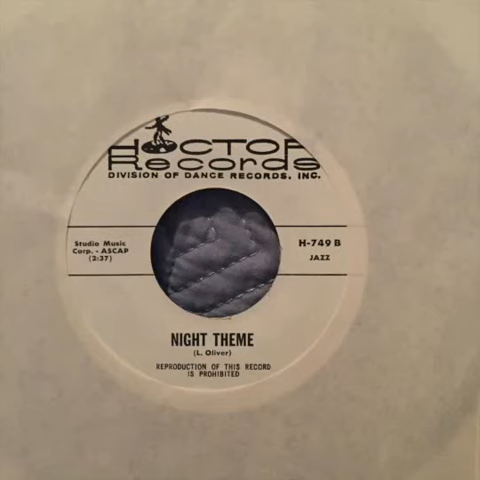 HOCTOR
Records
DIVISION OF DANCE RECORDS, INC.
Studio Music
Corp. - ASCAP
(2:37)
H-749 B
JAZZ
NIGHT THEME
(L. Oliver)
REPRODUCTION OF THIS RECORD
IS PROHIBITED